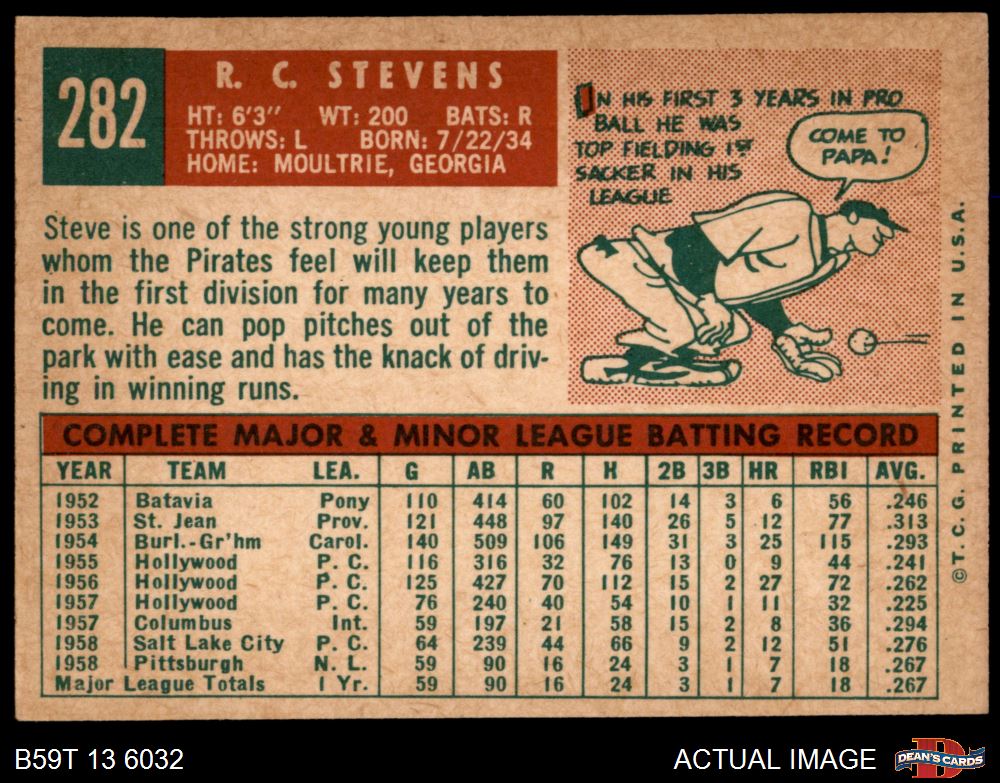 282
R. C. STEVENS
HT: 6'3" WT: 200 BATS: R
THROWS: L BORN: 7/22/34
HOME: MOULTRIE, GEORGIA
IN HIS FIRST 3 YEARS IN PRO
BALL HE WAS
TOP FIELDING 1ST
SACKER IN HIS
LEAGUE
COME TO
PAPA!
Steve is one of the strong young players
whom the Pirates feel will keep them
in the first division for many years to
come. He can pop pitches out of the
park with ease and has the knack of driv-
ing in winning runs.
COMPLETE MAJOR & MINOR LEAGUE BATTING RECORD
YEAR TEAM LEA. G AB R H 2B 3B HR RBI AVG.
1952 Batavia Pony 110 414 60 102 14 3 6 56 .246
1953 St. Jean Prov. 121 448 97 140 26 5 12 77 .313
1954 Burl.-Gr'hm Carol. 140 509 106 149 31 3 25 115 .293
1955 Hollywood P. C. 116 316 32 76 13 0 9 44 .241
1956 Hollywood P. C. 125 427 70 112 15 2 27 72 .262
1957 Hollywood P. C. 76 240 40 54 10 1 11 32 .225
1957 Columbus Int. 59 197 21 58 15 2 8 36 .294
1958 Salt Lake City P. C. 64 239 44 66 9 2 12 51 .276
1958 Pittsburgh N. L. 59 90 16 24 3 1 7 18 .267
Major League Totals 1 Yr. 59 90 16 24 3 1 7 18 .267
©T. C. G. PRINTED IN U.S.A.
B59T 13 6032
ACTUAL IMAGE
D
DEAN'S CARDS